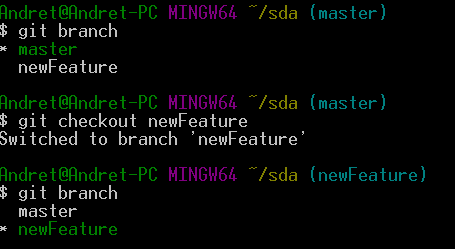 Andret@Andret-PC MINGW64 ~/sda (master)
$ git branch
* master
  newFeature

Andret@Andret-PC MINGW64 ~/sda (master)
$ git checkout newFeature
Switched to branch 'newFeature'

Andret@Andret-PC MINGW64 ~/sda (newFeature)
$ git branch
  master
* newFeature